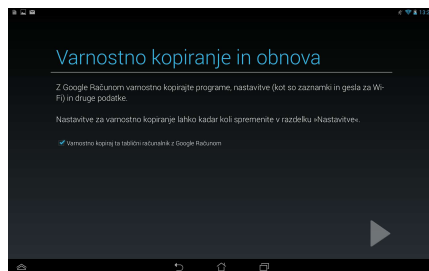 Varnostno kopiranje in obnova
Z Google Računom varnostno kopirajte programe, nastavitve (kot so zaznamki in gesla za Wi-
Fi) in druge podatke.
Nastavitve za varnostno kopiranje lahko kadar koli spremenite v razdelku »Nastavitve«.
Varnostno kopiraj ta tablični računalnik z Google Računom